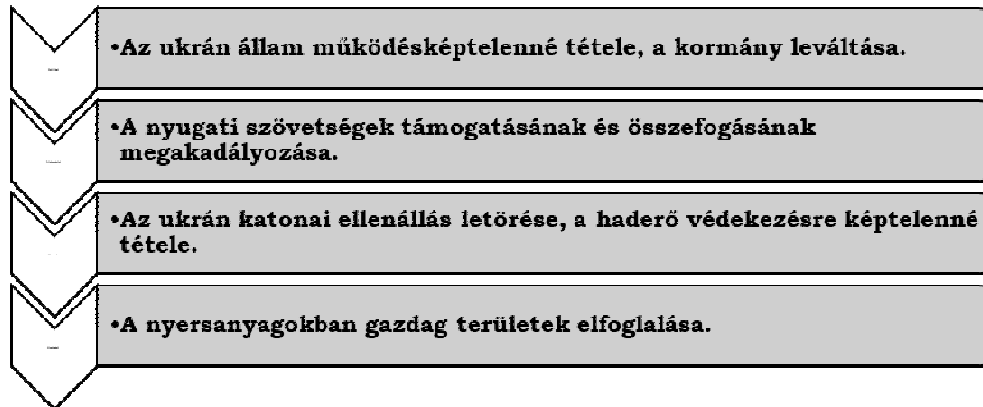 •Az ukrán állam működésképtelenné tétele, a kormány leváltása.
•A nyugati szövetségek támogatásának és összefogásának
megakadályozása.
•Az ukrán katonai ellenállás letörése, a haderő védekezésre képtelenné
tétele.
•A nyersanyagokban gazdag területek elfoglalása.